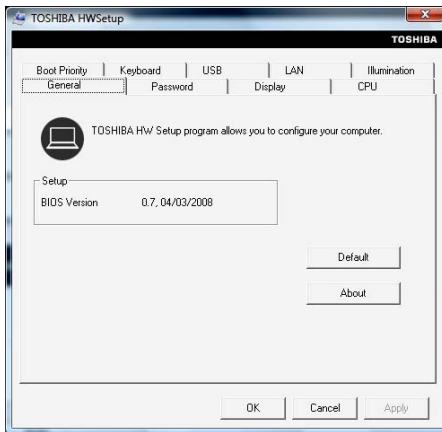 TOSHIBA HWSetup
TOSHIBA
Boot Priority Keyboard USB LAN Illumination
General Password Display CPU
TOSHIBA HW Setup program allows you to configure your computer.
Setup
BIOS Version 0.7, 04/03/2008
Default
About
OK Cancel Apply